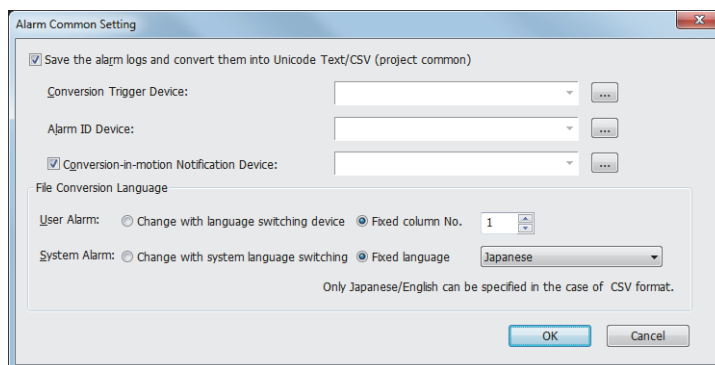 Alarm Common Setting
Save the alarm logs and convert them into Unicode Text/CSV (project common)
Conversion Trigger Device:
...
Alarm ID Device:
...
Conversion-in-motion Notification Device:
...
File Conversion Language
User Alarm: Change with language switching device Fixed column No. 1
System Alarm: Change with system language switching Fixed language Japanese
Only Japanese/English can be specified in the case of CSV format.
OK Cancel